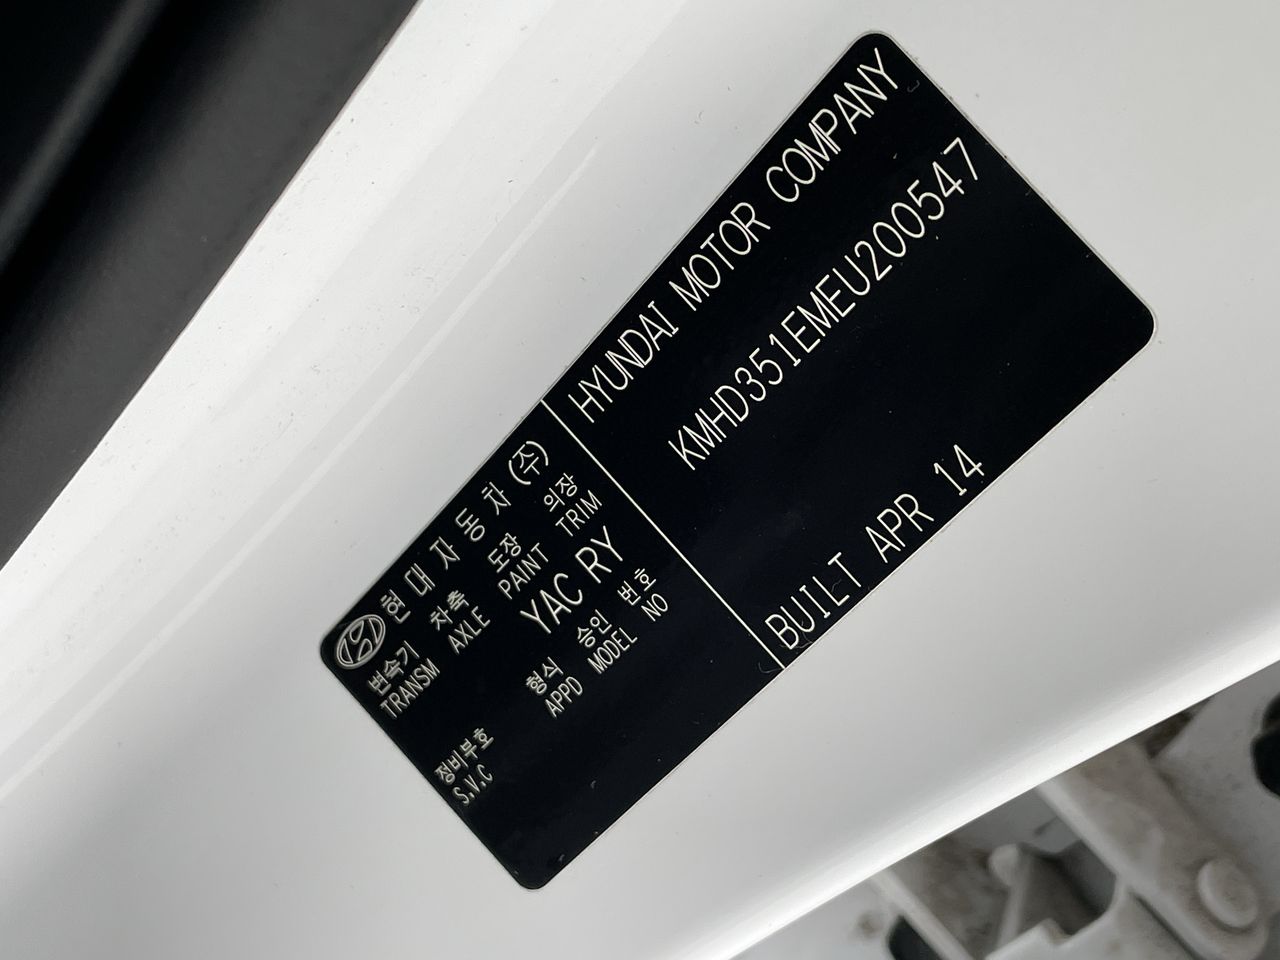 현대자동차(주)
변속기 차축 도장 의장
TRANSM AXLE PAINT TRIM
YAC RY
형식 승인 번호
APPD MODEL NO
정비부호
S.V.C
HYUNDAI MOTOR COMPANY
KMHD351EMEU200547
BUILT APR 14